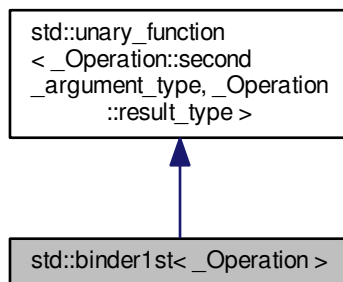 std::unary_function
< _Operation::second
_argument_type, _Operation
::result_type >
std::binder1st< _Operation >